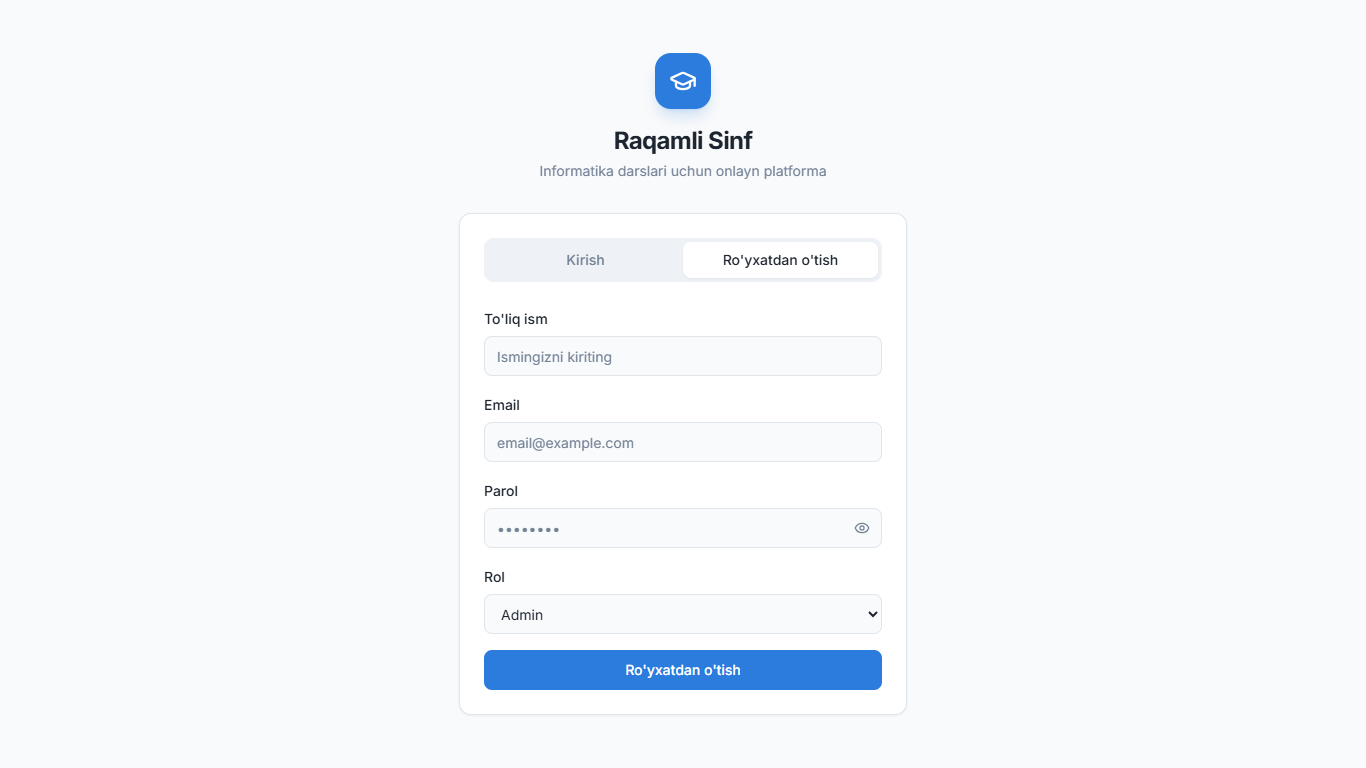 Raqamli Sinf
Informatika darslari uchun onlayn platforma
Kirish
Ro'yxatdan o'tish
To'liq ism
Ismingizni kiriting
Email
email@example.com
Parol
••••••••
Rol
Admin
Ro'yxatdan o'tish